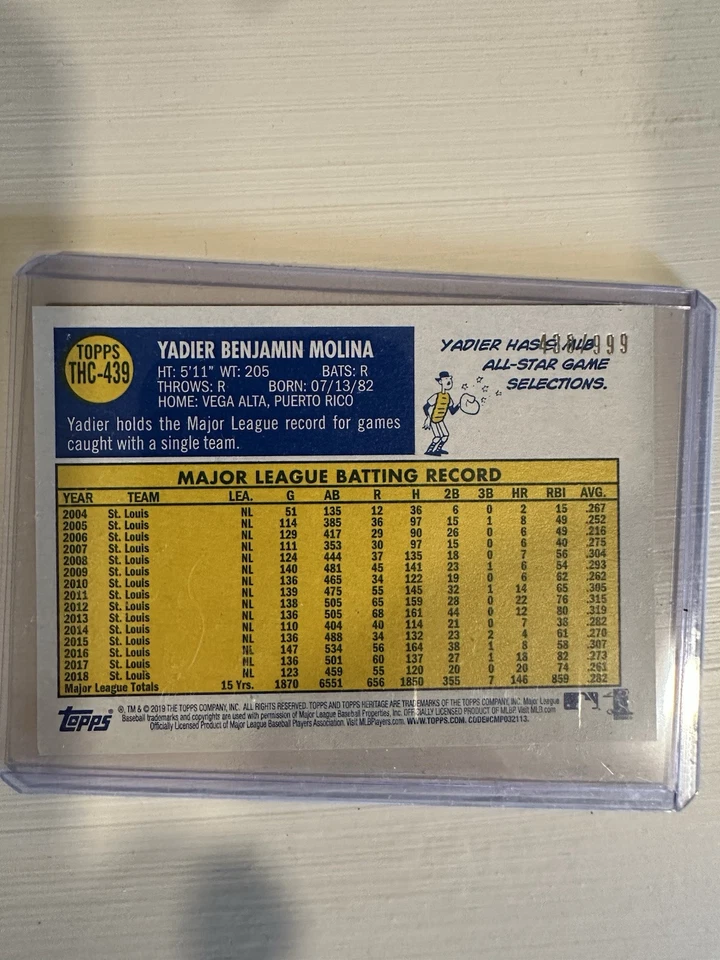 TOPPS
THC-439
YADIER BENJAMIN MOLINA
HT: 5'11" WT: 205 BATS: R
THROWS: R BORN: 07/13/82
HOME: VEGA ALTA, PUERTO RICO
Yadier holds the Major League record for games
caught with a single team.
YADIER HAS MLB
/999
ALL-STAR GAME
SELECTIONS.
MAJOR LEAGUE BATTING RECORD
YEAR TEAM LEA. G AB R H 2B 3B HR RBI AVG.
2004 St. Louis NL 51 135 12 36 6 0 2 15 .267
2005 St. Louis NL 114 385 36 97 15 1 8 49 .252
2006 St. Louis NL 129 417 29 90 26 0 6 49 .216
2007 St. Louis NL 111 353 30 97 15 0 6 40 .275
2008 St. Louis NL 124 444 37 135 18 0 7 56 .304
2009 St. Louis NL 140 481 45 141 23 1 6 54 .293
2010 St. Louis NL 136 465 34 122 19 0 6 62 .262
2011 St. Louis NL 139 475 55 145 32 1 14 65 .305
2012 St. Louis NL 138 505 65 159 28 0 22 76 .315
2013 St. Louis NL 136 505 68 161 44 0 12 80 .319
2014 St. Louis NL 110 404 40 114 21 0 7 38 .282
2015 St. Louis NL 136 488 34 132 23 2 4 61 .270
2016 St. Louis NL 147 534 56 164 38 1 8 58 .307
2017 St. Louis NL 136 501 60 137 27 1 18 82 .273
2018 St. Louis NL 123 459 55 120 20 0 20 74 .261
Major League Totals 15 Yrs. 1870 6551 656 1850 355 7 146 859 .282
Topps
®, TM & © 2019 THE TOPPS COMPANY, INC. ALL RIGHTS RESERVED. TOPPS AND TOPPS HERITAGE ARE TRADEMARKS OF THE TOPPS COMPANY, INC. Major League
Baseball trademarks and copyrights are used with permission of Major League Baseball Properties, Inc. OFFICIALLY LICENSED PRODUCT OF MLBP. Visit MLB.com
Officially Licensed Product of Major League Baseball Players Association. Visit MLBPlayers.com. WWW.TOPPS.COM. CODE#CMP032113.